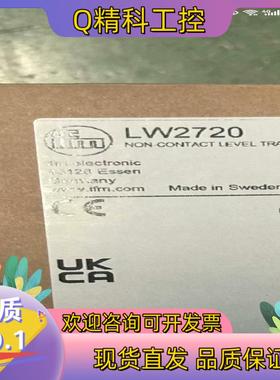 Q精科工控
ifm
LW2720
NON-CONTACT LEVEL TRA
ifm electronic
45128 Essen
Germany
www.ifm.com
Made in Sweden
CE
UK
CA
质
0.1
欢迎咨询可开发票
现货直发 品质保证